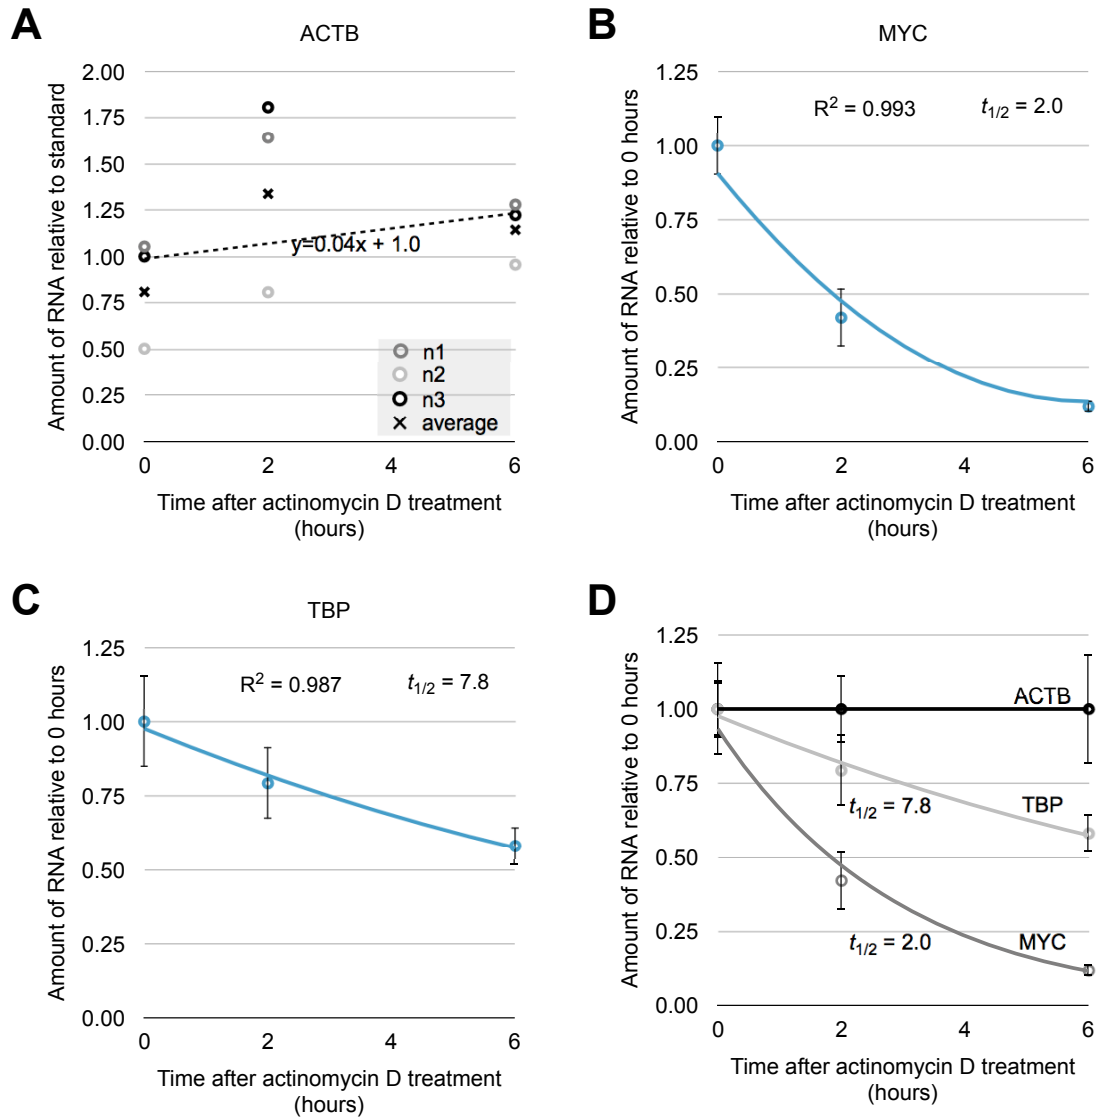 A
ACTB
Amount of RNA relative to standard
2.00
1.75
1.50
1.25
1.00
0.75
0.50
0.25
0.00
y=0.04x + 1.0
n1
n2
n3
average
0 2 4 6
Time after actinomycin D treatment
(hours)
B
MYC
Amount of RNA relative to 0 hours
1.25
1.00
0.75
0.50
0.25
0.00
R² = 0.993 t1/2 = 2.0
0 2 4 6
Time after actinomycin D treatment
(hours)
C
TBP
Amount of RNA relative to 0 hours
1.25
1.00
0.75
0.50
0.25
0.00
R² = 0.987 t1/2 = 7.8
0 2 4 6
Time after actinomycin D treatment
(hours)
D
Amount of RNA relative to 0 hours
1.25
1.00
0.75
0.50
0.25
0.00
ACTB
TBP
t1/2 = 7.8
MYC
t1/2 = 2.0
0 2 4 6
Time after actinomycin D treatment
(hours)